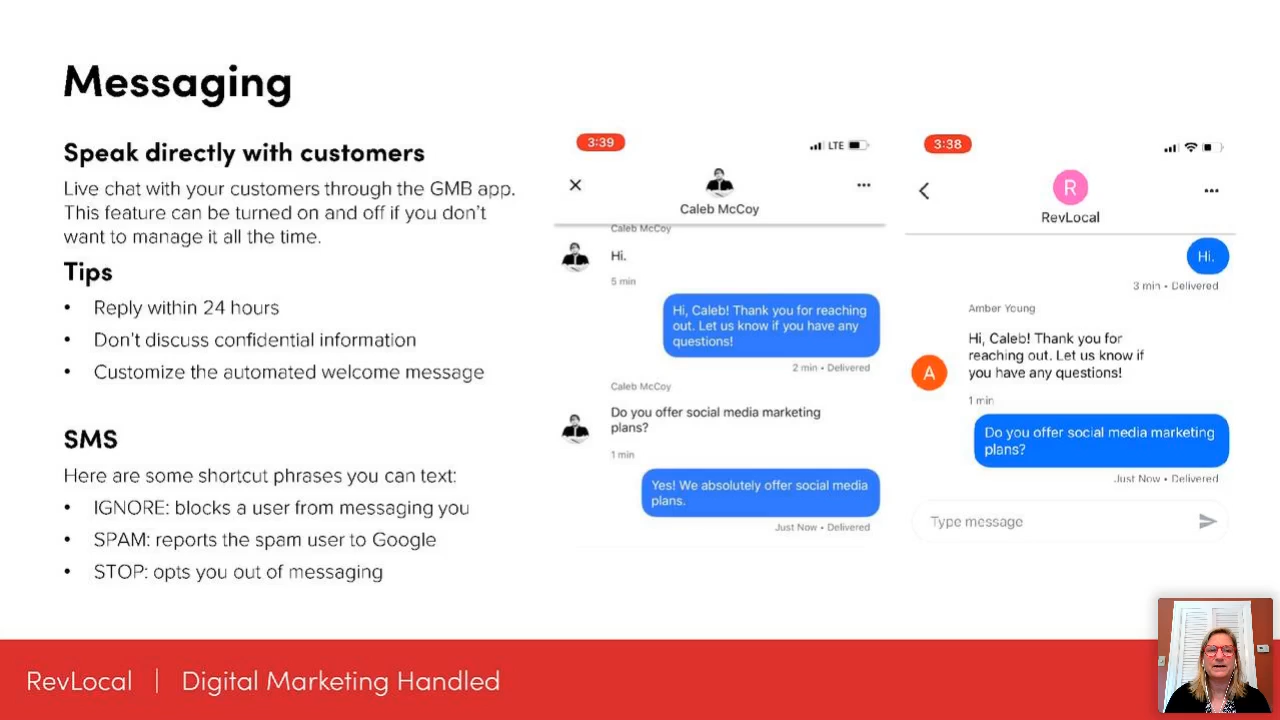 Messaging
Speak directly with customers
Live chat with your customers through the GMB app.
This feature can be turned on and off if you don't
want to manage it all the time.
Tips
• Reply within 24 hours
• Don't discuss confidential information
• Customize the automated welcome message
SMS
Here are some shortcut phrases you can text:
• IGNORE: blocks a user from messaging you
• SPAM: reports the spam user to Google
• STOP: opts you out of messaging
3:39
LTE
Caleb McCoy
Caleb McCoy
Hi.
5 min
Hi, Caleb! Thank you for reaching
out. Let us know if you have any
questions!
2 min • Delivered
Caleb McCoy
Do you offer social media marketing
plans?
1 min
Yes! We absolutely offer social media
plans.
Just Now • Delivered
3:38
R
RevLocal
Hi.
3 min • Delivered
Amber Young
Hi, Caleb! Thank you for
reaching out. Let us know if
you have any questions!
A
1 min
Do you offer social media marketing
plans?
Just Now • Delivered
Type message
RevLocal | Digital Marketing Handled